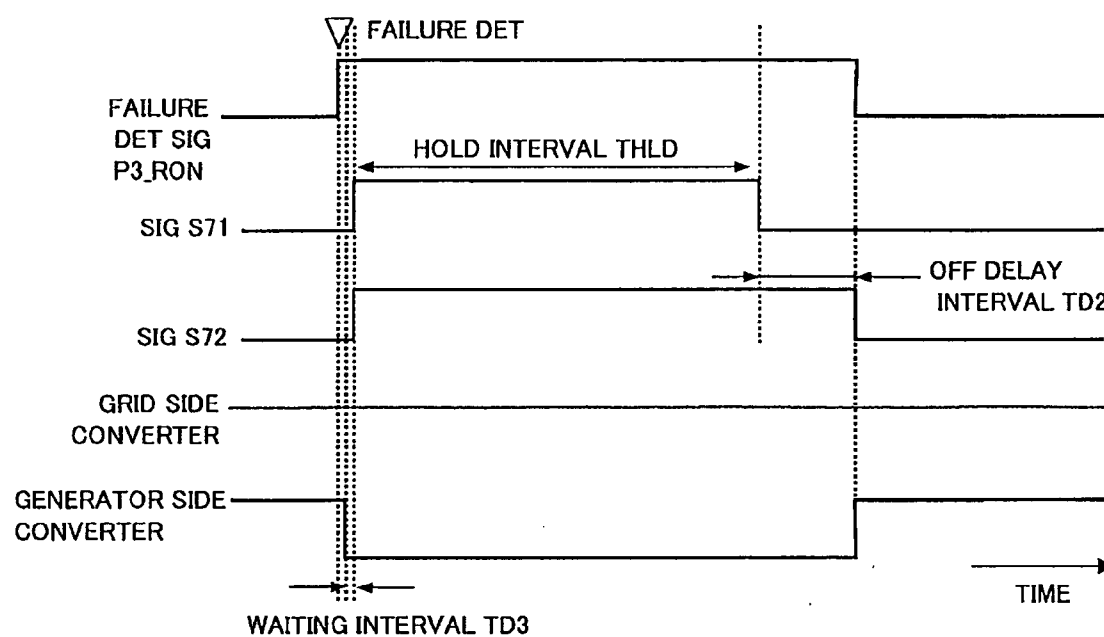 FAILURE DET
FAILURE
DET SIG
P3_RON
HOLD INTERVAL THLD
SIG S71
OFF DELAY
INTERVAL TD2
SIG S72
GRID SIDE
CONVERTER
GENERATOR SIDE
CONVERTER
TIME
WAITING INTERVAL TD3